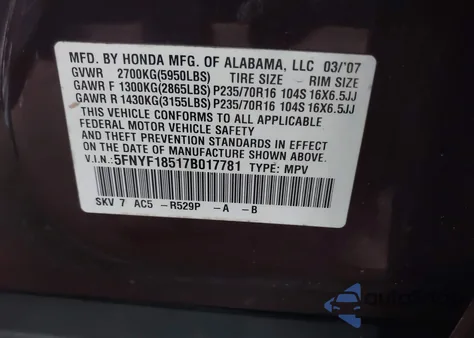 MFD. BY HONDA MFG. OF ALABAMA, LLC 03/'07
GVWR 2700KG(5950LBS) TIRE SIZE - RIM SIZE
GAWR F 1300KG(2865LBS) P235/70R16 104S 16X6.5JJ
GAWR R 1430KG(3155LBS) P235/70R16 104S 16X6.5JJ
THIS VEHICLE CONFORMS TO ALL APPLICABLE
FEDERAL MOTOR VEHICLE SAFETY
AND THEFT PREVENTION STANDARDS IN EFFECT
ON THE DATE OF MANUFACTURE SHOWN ABOVE.
V.I.N.: 5FNYF18517B017781 TYPE: MPV
SKV 7 AC5 -R529P -A -B